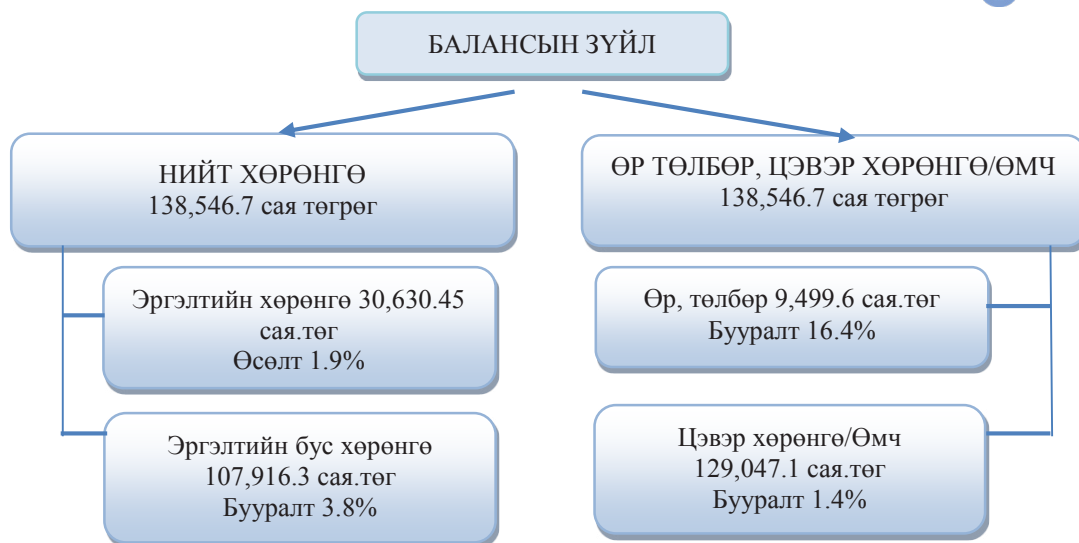 БАЛАНСЫН ЗҮЙЛ
НИЙТ ХӨРӨНГӨ
138,546.7 сая төгрөг
Эргэлтийн хөрөнгө 30,630.45
сая.төг
Өсөлт 1.9%
Эргэлтийн бус хөрөнгө
107,916.3 сая.төг
Бууралт 3.8%
ӨР ТӨЛБӨР, ЦЭВЭР ХӨРӨНГӨ/ӨМЧ
138,546.7 сая төгрөг
Өр, төлбөр 9,499.6 сая.төг
Бууралт 16.4%
Цэвэр хөрөнгө/Өмч
129,047.1 сая.төг
Бууралт 1.4%